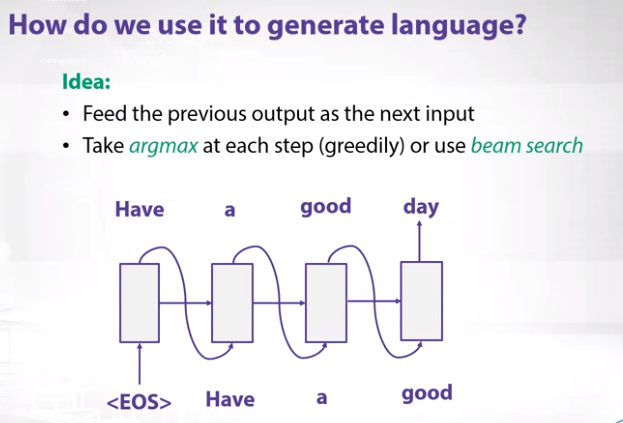 How do we use it to generate language?
Idea:
• Feed the previous output as the next input
• Take argmax at each step (greedily) or use beam search
Have a good day
<EOS> Have a good